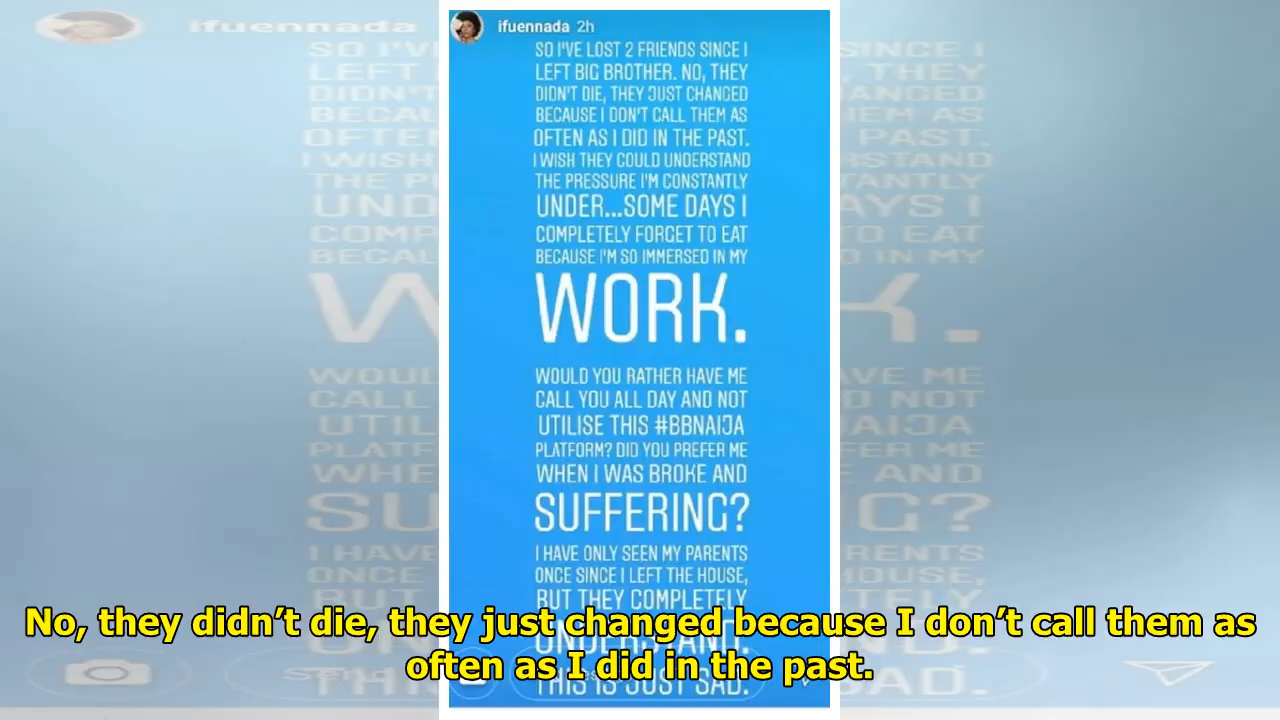 ifuennada 2h
SO I'VE LOST 2 FRIENDS SINCE I
LEFT BIG BROTHER. NO, THEY
DIDN'T DIE, THEY JUST CHANGED
BECAUSE I DON'T CALL THEM AS
OFTEN AS I DID IN THE PAST.
I WISH THEY COULD UNDERSTAND
THE PRESSURE I'M CONSTANTLY
UNDER...SOME DAYS I
COMPLETELY FORGET TO EAT
BECAUSE I'M SO IMMERSED IN MY
WORK.
WOULD YOU RATHER HAVE ME
CALL YOU ALL DAY AND NOT
UTILISE THIS #BBNAIJA
PLATFORM? DID YOU PREFER ME
WHEN I WAS BROKE AND
SUFFERING?
I HAVE ONLY SEEN MY PARENTS
ONCE SINCE I LEFT THE HOUSE,
BUT THEY COMPLETELY
UNDERSTAND.
THIS IS JUST SAD.
No, they didn’t die, they just changed because I don’t call them as
often as I did in the past.